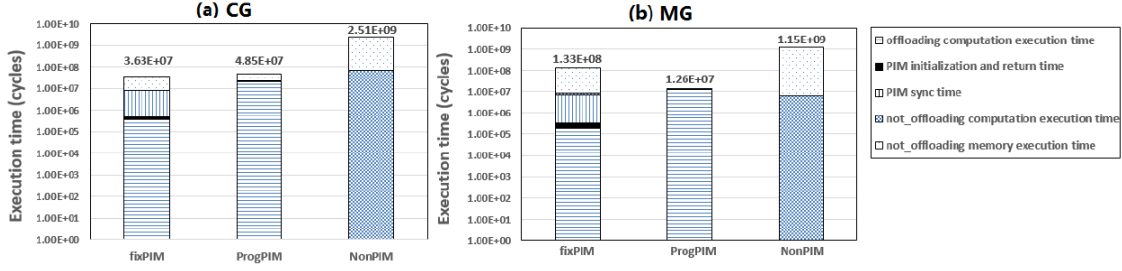 (a) CG
Execution time (cycles)
1.00E+10
1.00E+09
1.00E+08
1.00E+07
1.00E+06
1.00E+05
1.00E+04
1.00E+03
1.00E+02
1.00E+01
1.00E+00
3.63E+07
4.85E+07
2.51E+09
fixPIM
ProgPIM
NonPIM
(b) MG
Execution time (cycles)
1.00E+10
1.00E+09
1.00E+08
1.00E+07
1.00E+06
1.00E+05
1.00E+04
1.00E+03
1.00E+02
1.00E+01
1.00E+00
1.33E+08
1.26E+07
1.15E+09
fixPIM
ProgPIM
NonPIM
offloading computation execution time
PIM initialization and return time
PIM sync time
not_offloading computation execution time
not_offloading memory execution time